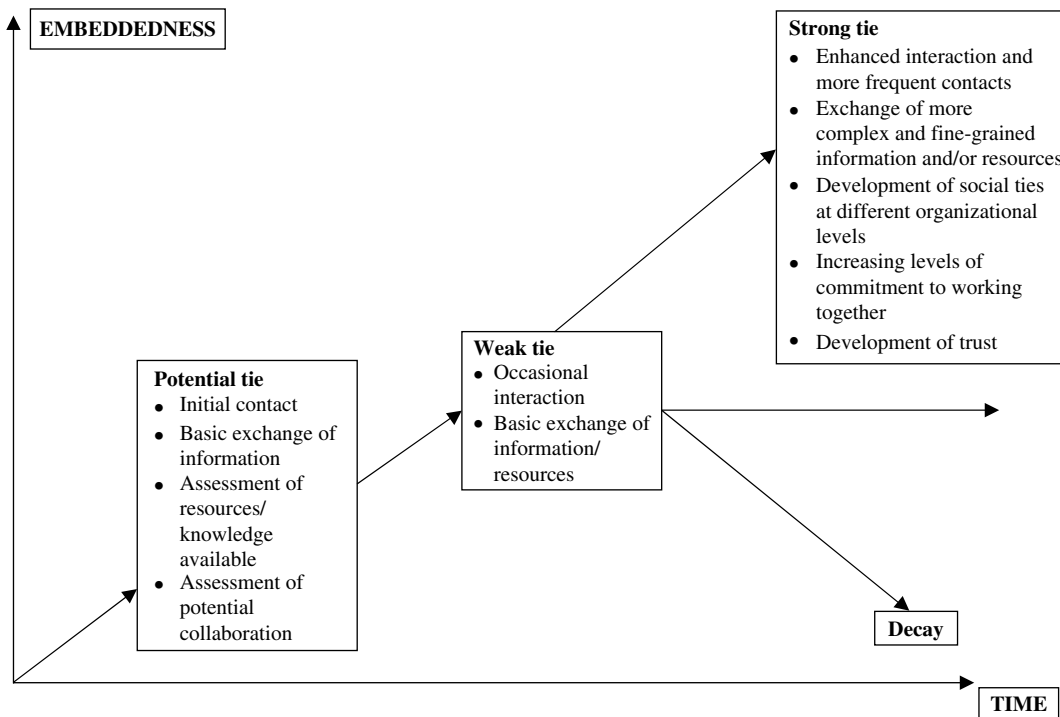 EMBEDDEDNESS
Strong tie
• Enhanced interaction and
more frequent contacts
• Exchange of more
complex and fine-grained
information and/or resources
• Development of social ties
at different organizational
levels
• Increasing levels of
commitment to working
together
• Development of trust
Weak tie
• Occasional
interaction
• Basic exchange of
information/
resources
Potential tie
• Initial contact
• Basic exchange of
information
• Assessment of
resources/
knowledge
available
• Assessment of
potential
collaboration
Decay
TIME